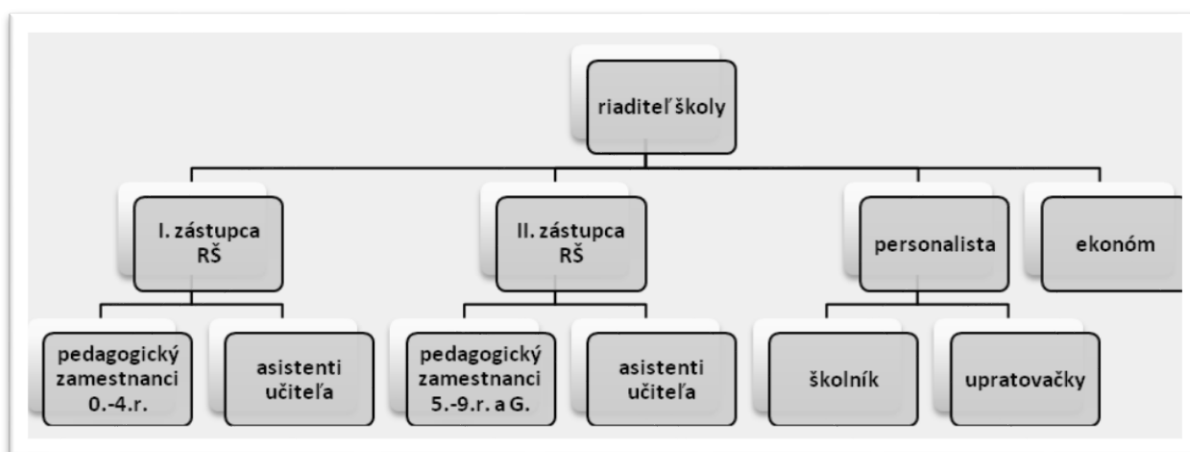 riaditeľ školy
I. zástupca
RŠ
II. zástupca
RŠ
personalista
ekonóm
pedagogický
zamestnanci
0.-4.r.
asistenti
učiteľa
pedagogický
zamestnanci
5.-9.r. a G.
asistenti
učiteľa
školník
upratovačky